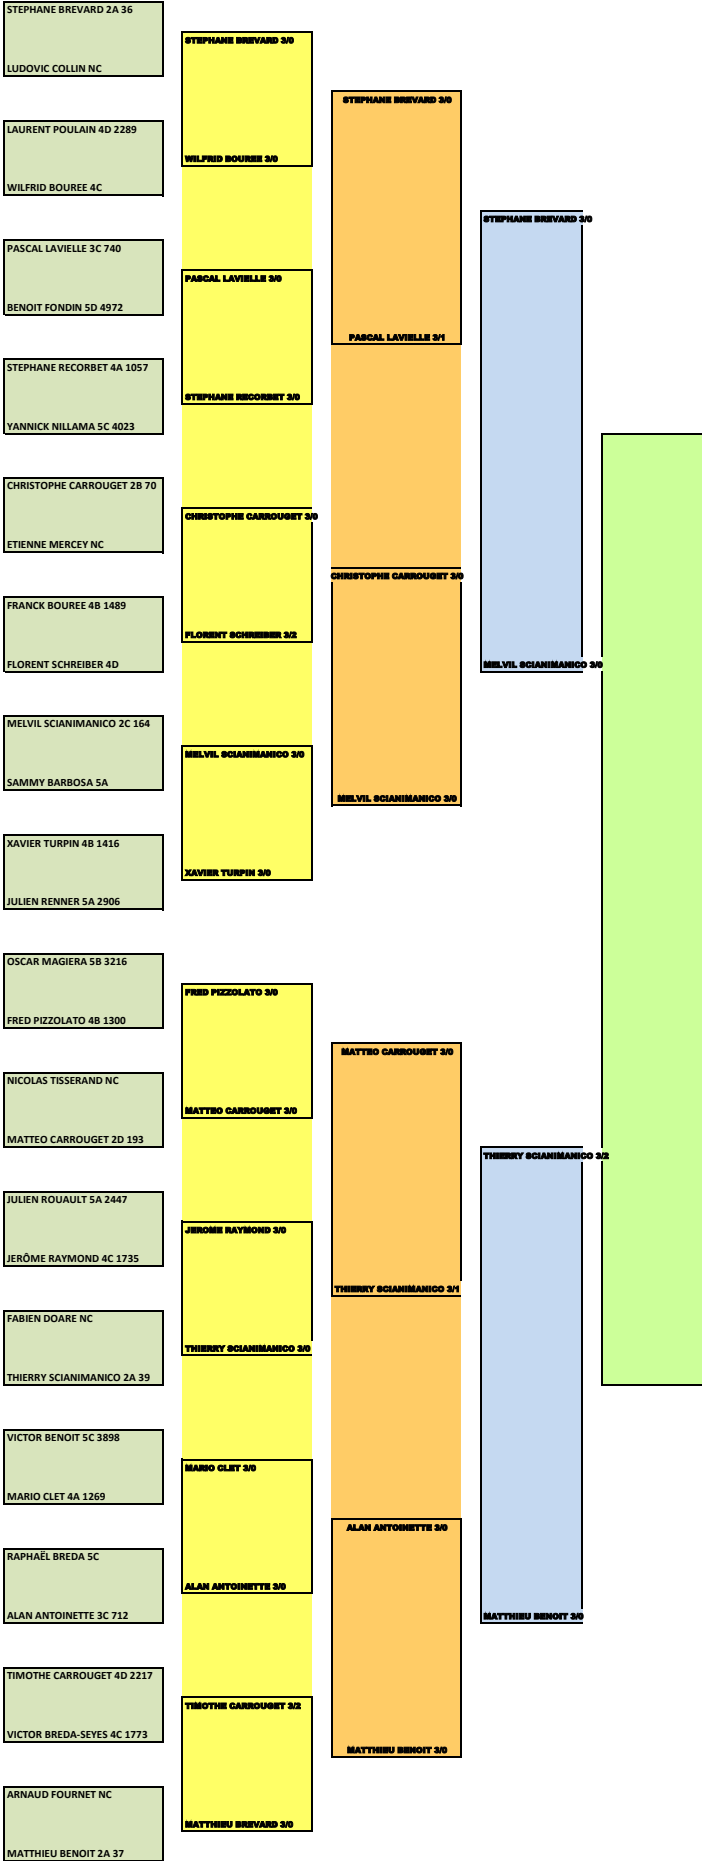 STEPHANE BREVARD 2A 36
LUDOVIC COLLIN NC
LAURENT POULAIN 4D 2289
WILFRID BOUREE 4C
PASCAL LAVIELLE 3C 740
BENOIT FONDIN 5D 4972
STEPHANE RECORBET 4A 1057
YANNICK NILLAMA 5C 4023
CHRISTOPHE CARROUGET 2B 70
ETIENNE MERCEY NC
FRANCK BOUREE 4B 1489
FLORENT SCHREIBER 4D
MELVIL SCIANIMANICO 2C 164
SAMMY BARBOSA 5A
XAVIER TURPIN 4B 1416
JULIEN RENNER 5A 2906
OSCAR MAGIERA 5B 3216
FRED PIZZOLATO 4B 1300
NICOLAS TISSERAND NC
MATTEO CARROUGET 2D 193
JULIEN ROUAULT 5A 2447
JERÔME RAYMOND 4C 1735
FABIEN DOARE NC
THIERRY SCIANIMANICO 2A 39
VICTOR BENOIT 5C 3898
MARIO CLET 4A 1269
RAPHAËL BREDA 5C
ALAN ANTOINETTE 3C 712
TIMOTHE CARROUGET 4D 2217
VICTOR BREDA-SEYES 4C 1773
ARNAUD FOURNET NC
MATTHIEU BENOIT 2A 37
STEPHANE BREVARD 3/0
WILFRID BOUREE 3/0
PASCAL LAVIELLE 3/0
STEPHANE RECORBET 3/0
CHRISTOPHE CARROUGET 3/0
FLORENT SCHREIBER 3/2
MELVIL SCIANIMANICO 3/0
XAVIER TURPIN 3/0
FRED PIZZOLATO 3/0
MATTEO CARROUGET 3/0
JEROME RAYMOND 3/0
THIERRY SCIANIMANICO 3/0
MARIO CLET 3/0
ALAN ANTOINETTE 3/0
TIMOTHE CARROUGET 3/2
MATTHIEU BREVARD 3/0
STEPHANE BREVARD 3/0
PASCAL LAVIELLE 3/1
CHRISTOPHE CARROUGET 3/0
MELVIL SCIANIMANICO 3/0
MATTEO CARROUGET 3/0
THIERRY SCIANIMANICO 3/1
ALAN ANTOINETTE 3/0
MATTHIEU BENOIT 3/0
STEPHANE BREVARD 3/0
MELVIL SCIANIMANICO 3/0
THIERRY SCIANIMANICO 3/2
MATTHIEU BENOIT 3/0